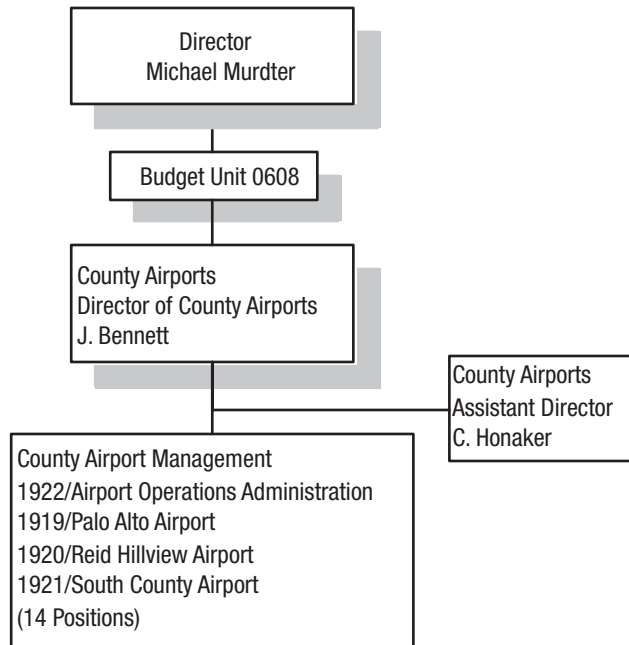 Director
Michael Murdter
Budget Unit 0608
County Airports
Director of County Airports
J. Bennett
County Airports
Assistant Director
C. Honaker
County Airport Management
1922/Airport Operations Administration
1919/Palo Alto Airport
1920/Reid Hillview Airport
1921/South County Airport
(14 Positions)